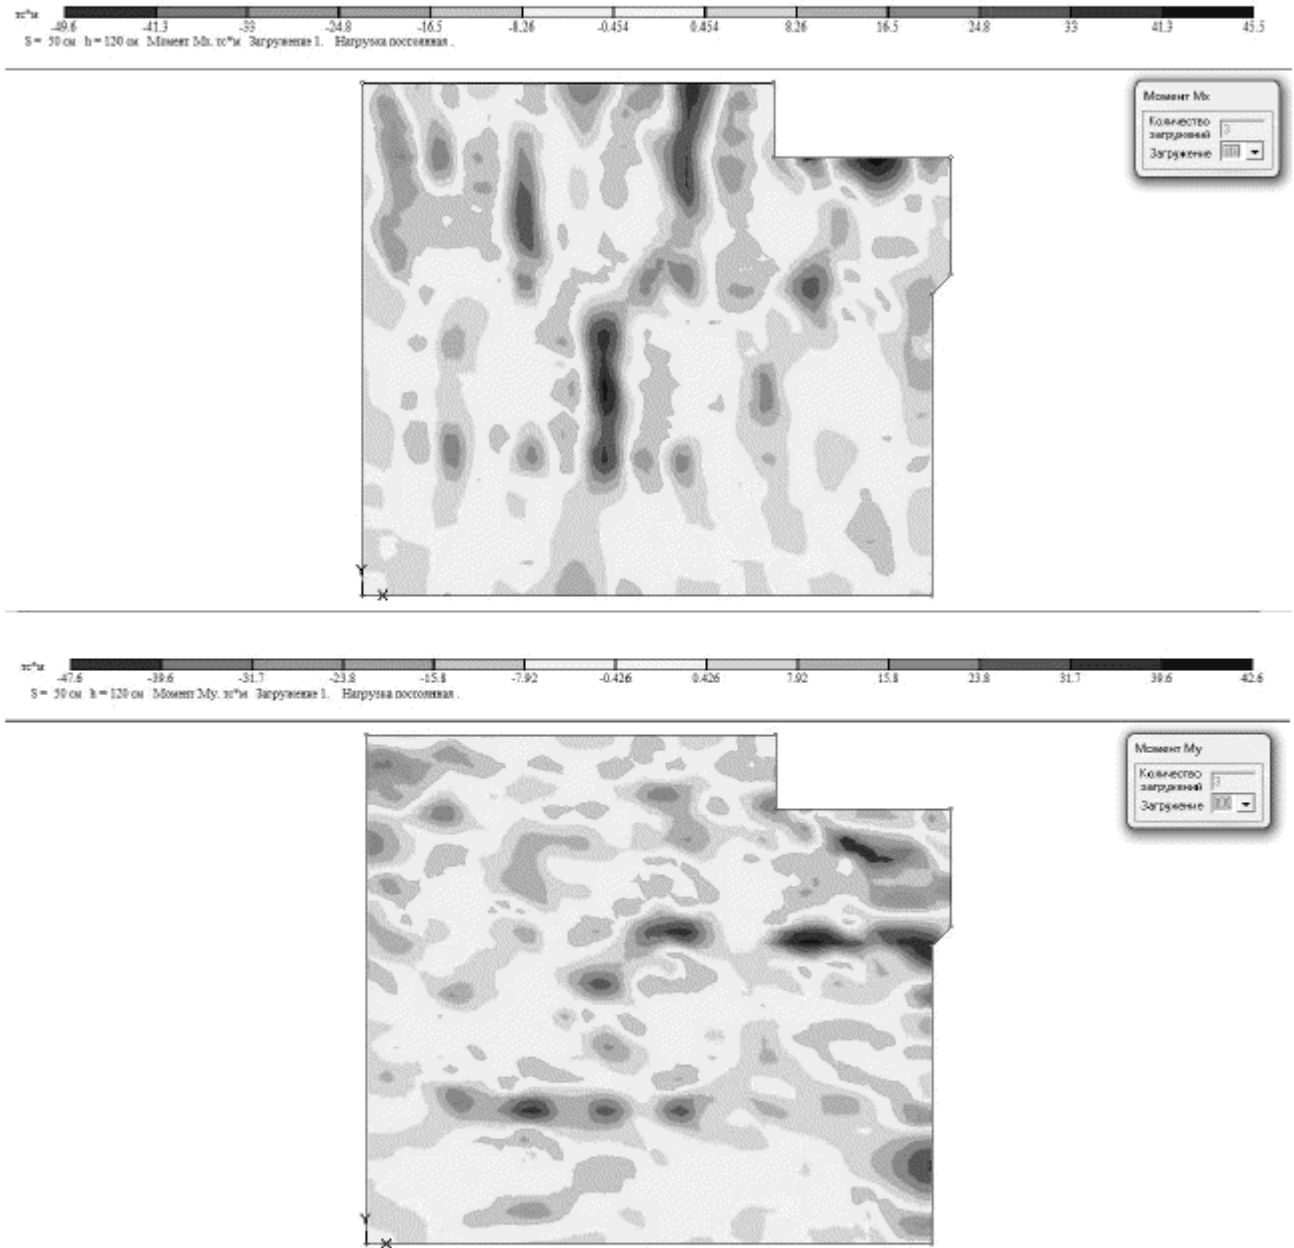 тс*м
-49.6 -41.3 -33 -24.8 -16.5 -8.26 -0.454 0.454 8.26 16.5 24.8 33 41.3 45.5
S = 50 см h = 120 см Момент Mx. тс*м Загружение 1. Нагрузка постоянная .
Момент Mx
Количество
загружений 3
Загружение
Y
X
тс*м
-47.6 -39.6 -31.7 -23.8 -15.8 -7.92 -0.426 0.426 7.92 15.8 23.8 31.7 39.6 42.6
S = 50 см h = 120 см Момент My. тс*м Загружение 1. Нагрузка постоянная .
Момент My
Количество
загружений 3
Загружение
Y
X